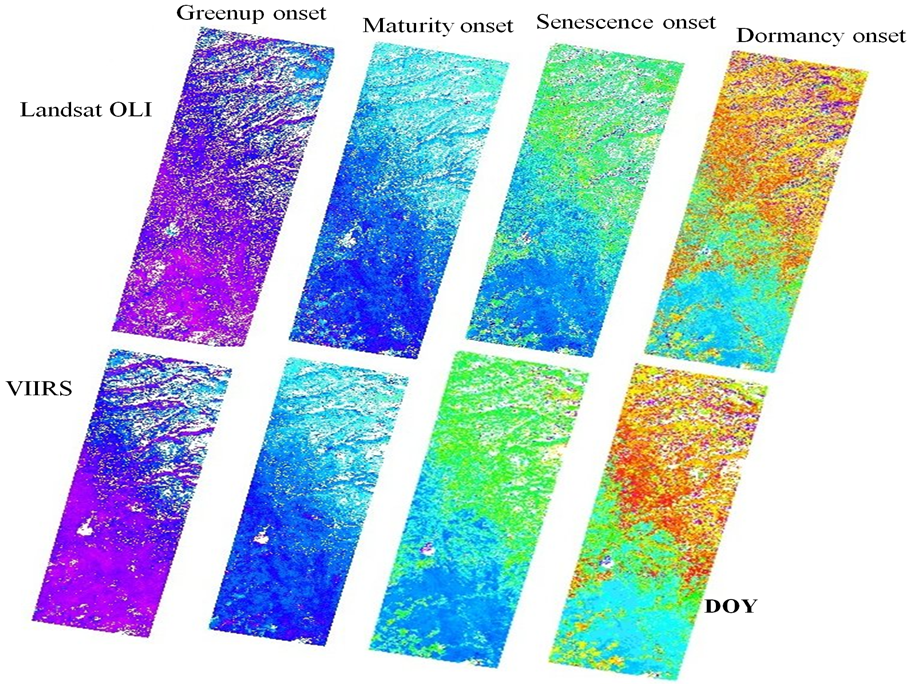 Greenup onset
Maturity onset
Senescence onset
Dormancy onset
Landsat OLI
VIIRS
DOY